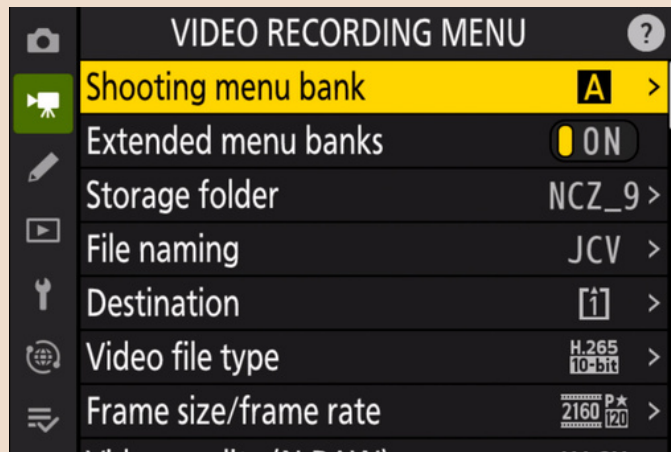 VIDEO RECORDING MENU ?
Shooting menu bank A >
Extended menu banks ON
Storage folder NCZ_9 >
File naming JCV >
Destination 1 >
Video file type H.265 10-bit >
Frame size/frame rate 2160 P★ 120 >